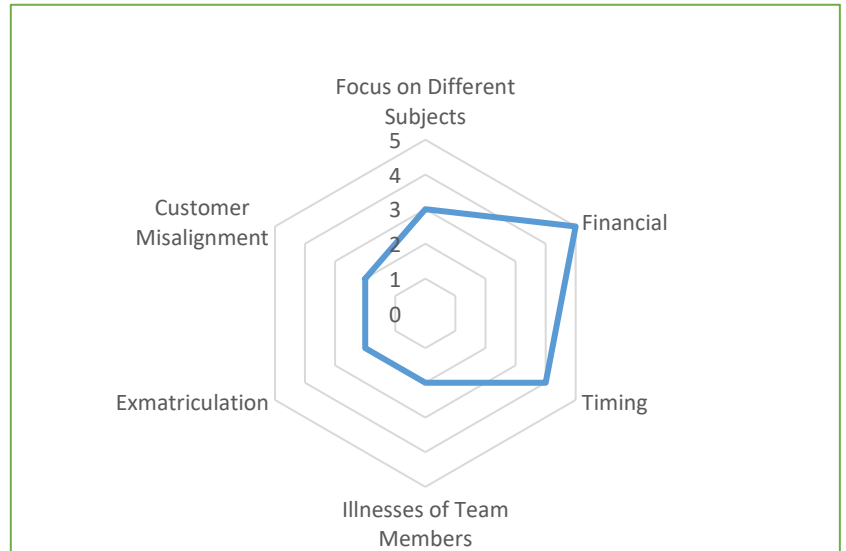 Focus on Different
Subjects
5
4
3
2
1
0
Customer
Misalignment
Financial
Exmatriculation
Timing
Illnesses of Team
Members